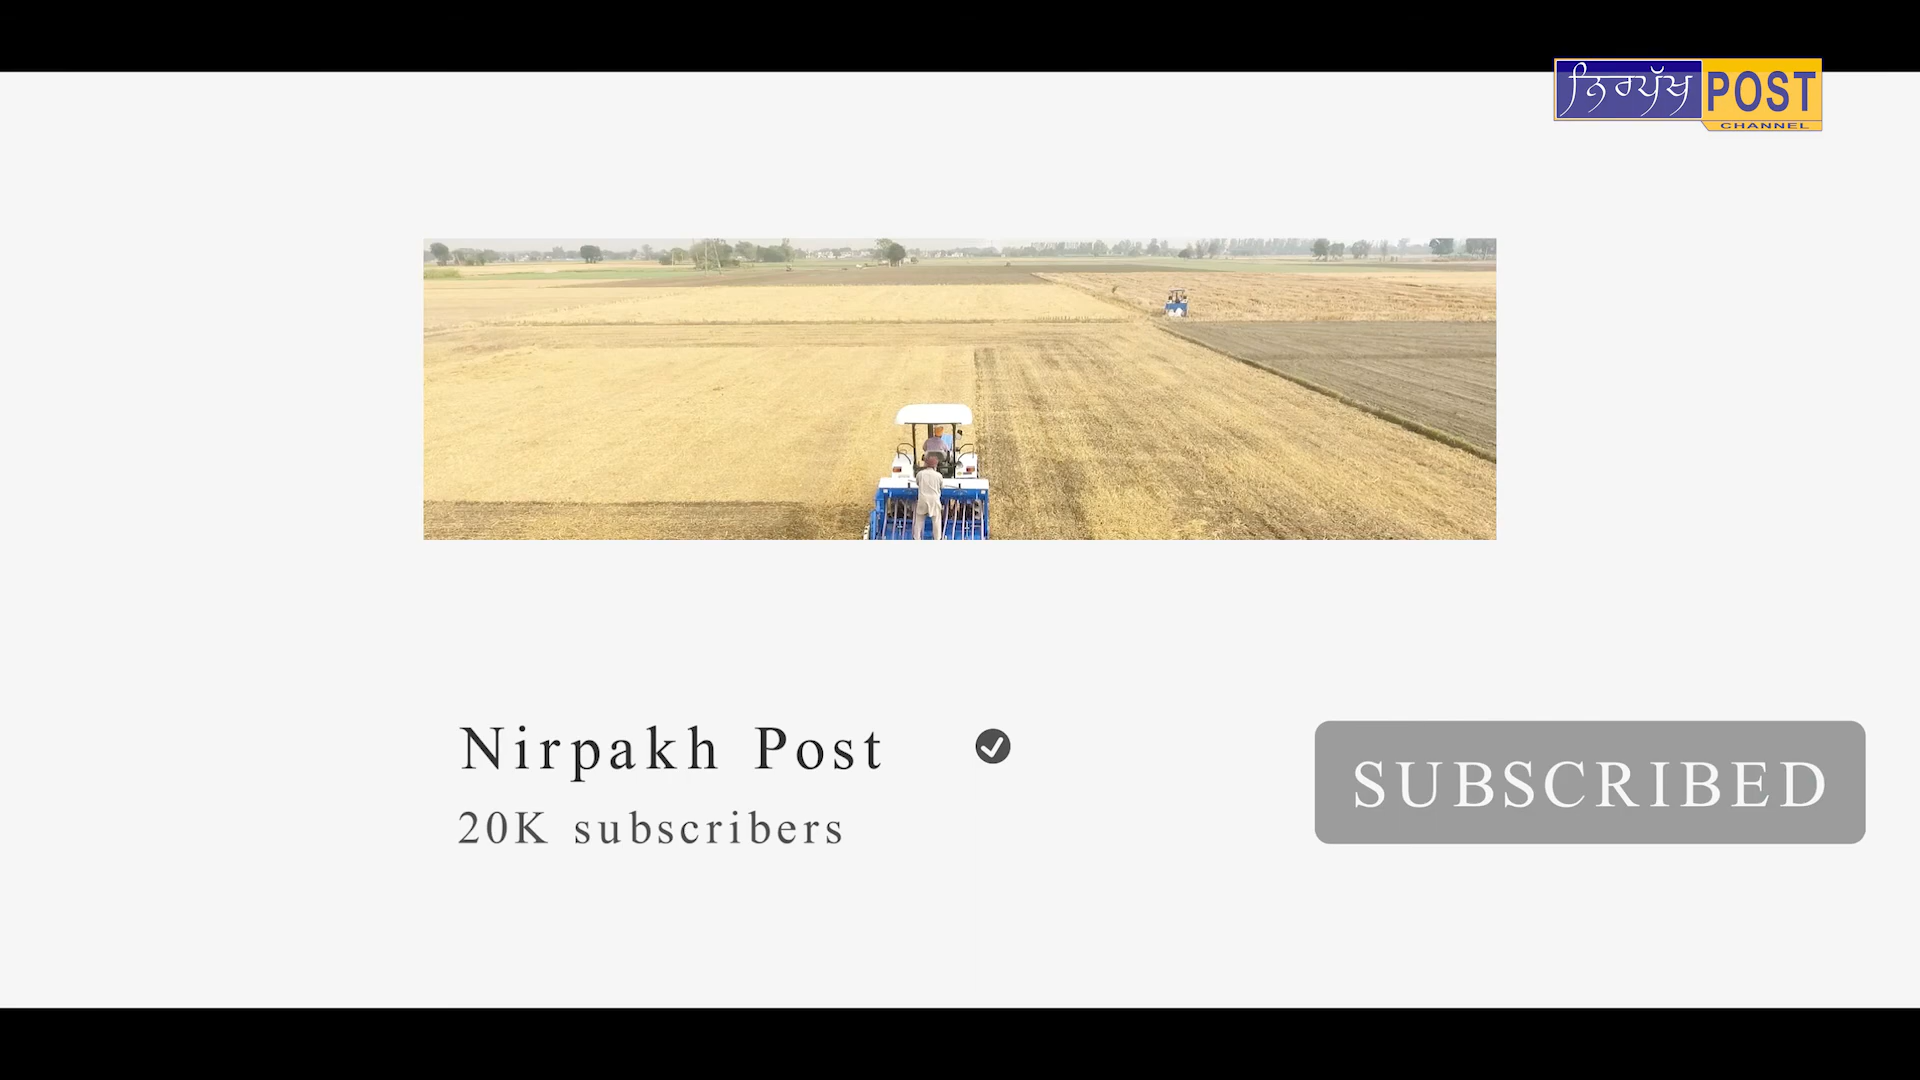 ਨਿਰਪੱਖ POST
CHANNEL
Nirpakh Post
20K subscribers
SUBSCRIBED